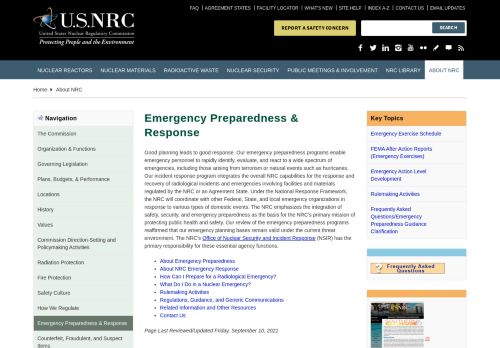 FAQ | AGREEMENT STATES | FACILITY LOCATOR | WHAT'S NEW | SITE HELP | INDEX A-Z | CONTACT US | EMAIL UPDATES
U.S.NRC
United States Nuclear Regulatory Commission
Protecting People and the Environment
REPORT A SAFETY CONCERN
SEARCH
NUCLEAR REACTORS NUCLEAR MATERIALS RADIOACTIVE WASTE NUCLEAR SECURITY PUBLIC MEETINGS & INVOLVEMENT NRC LIBRARY ABOUT NRC
Home About NRC
Navigation
The Commission
Organization & Functions
Governing Legislation
Plans, Budgets, & Performance
Locations
History
Values
Commission Direction-Setting and
Policymaking Activities
Radiation Protection
Fire Protection
Safety Culture
How We Regulate
Emergency Preparedness & Response
Counterfeit, Fraudulent, and Suspect
Items
Emergency Preparedness &
Response
Good planning leads to good response. Our emergency preparedness programs enable
emergency personnel to rapidly identify, evaluate, and react to a wide spectrum of
emergencies, including those arising from terrorism or natural events such as hurricanes.
Our incident response program integrates the overall NRC capabilities for the response and
recovery of radiological incidents and emergencies involving facilities and materials
regulated by the NRC or an Agreement State. Under the National Response Framework,
the NRC will coordinate with other Federal, State, and local emergency organizations in
response to various types of domestic events. The NRC emphasizes the integration of
safety, security, and emergency preparedness as the basis for the NRC's primary mission of
protecting public health and safety. Our review of the emergency preparedness programs
reaffirmed that our emergency planning bases remain valid under the current threat
environment. The NRC's Office of Nuclear Security and Incident Response (NSIR) has the
primary responsibility for these essential agency functions.
About Emergency Preparedness
About NRC Emergency Response
How Can I Prepare for a Radiological Emergency?
What Do I Do in a Nuclear Emergency?
Rulemaking Activities
Regulations, Guidance, and Generic Communications
Related Information and Other Resources
Contact Us
Page Last Reviewed/Updated Friday, September 10, 2021
Key Topics
Emergency Exercise Schedule
FEMA After Action Reports
(Emergency Exercises)
Emergency Action Level
Development
Rulemaking Activities
Frequently Asked
Questions/Emergency
Preparedness Guidance
Clarification
Frequently Asked
Questions
U.S.NRC